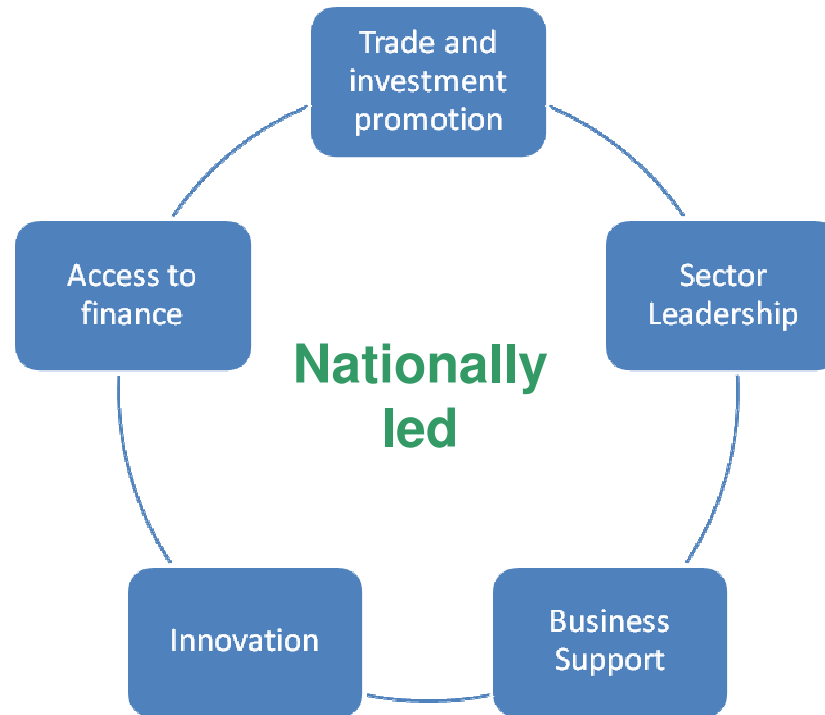 Trade and
investment
promotion
Access to
finance
Sector
Leadership
Nationally
led
Innovation
Business
Support